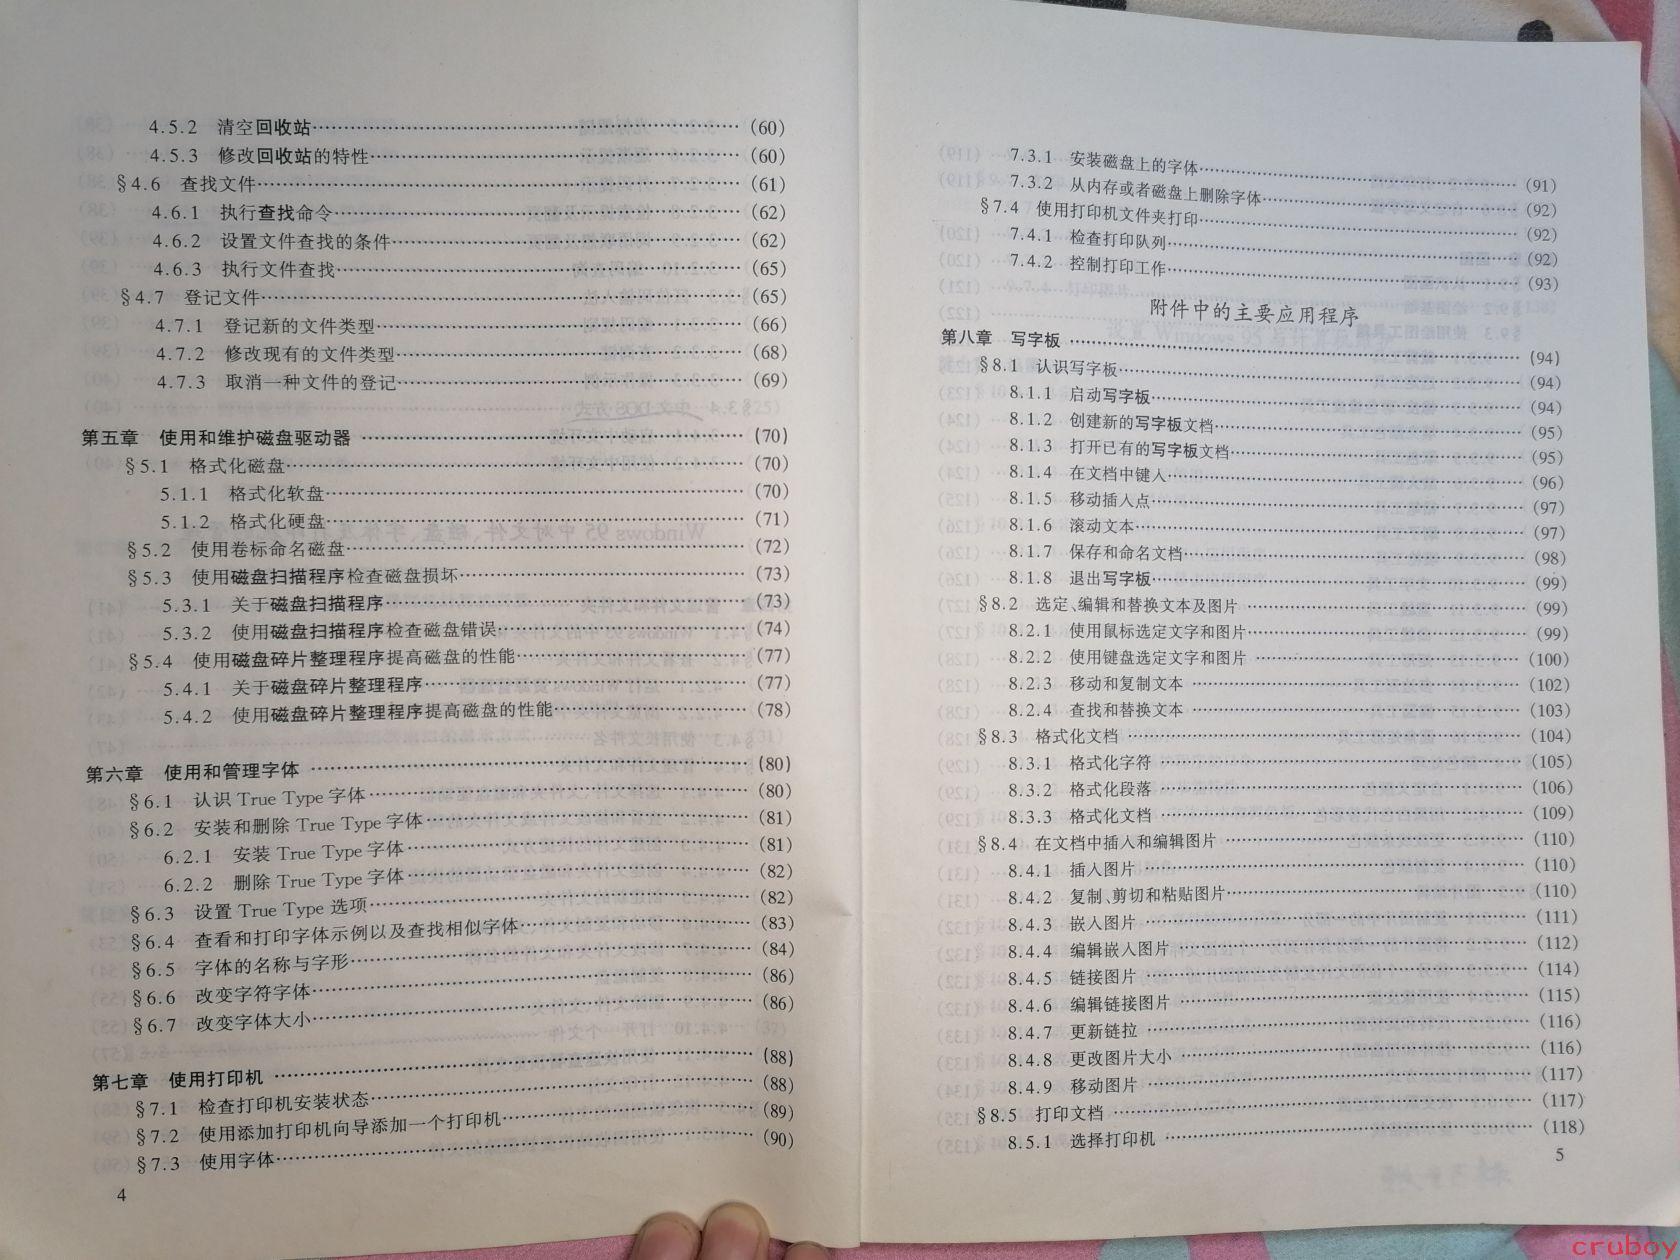 4.5.2 清空回收站……(60)
4.5.3 修改回收站的特性……(60)
§4.6 查找文件……(61)
4.6.1 执行查找命令……(62)
4.6.2 设置文件查找的条件……(62)
4.6.3 执行文件查找……(65)
§4.7 登记文件……(65)
4.7.1 登记新的文件类型……(66)
4.7.2 修改现有的文件类型……(68)
4.7.3 取消一种文件的登记……(69)
第五章 使用和维护磁盘驱动器……(70)
§5.1 格式化磁盘……(70)
5.1.1 格式化软盘……(70)
5.1.2 格式化硬盘……(71)
§5.2 使用卷标命名磁盘……(72)
§5.3 使用磁盘扫描程序检查磁盘损坏……(73)
5.3.1 关于磁盘扫描程序……(73)
5.3.2 使用磁盘扫描程序检查磁盘错误……(74)
§5.4 使用磁盘碎片整理程序提高磁盘的性能……(77)
5.4.1 关于磁盘碎片整理程序……(77)
5.4.2 使用磁盘碎片整理程序提高磁盘的性能……(78)
第六章 使用和管理字体……(80)
§6.1 认识 True Type 字体……(80)
§6.2 安装和删除 True Type 字体……(81)
6.2.1 安装 True Type 字体……(81)
6.2.2 删除 True Type 字体……(82)
§6.3 设置 True Type 选项……(82)
§6.4 查看和打印字体示例以及查找相似字体……(83)
§6.5 字体的名称与字形……(84)
§6.6 改变字符字体……(86)
§6.7 改变字体大小……(86)
第七章 使用打印机……(88)
§7.1 检查打印机安装状态……(88)
§7.2 使用添加打印机向导添加一个打印机……(89)
§7.3 使用字体……(90)
4
7.3.1 安装磁盘上的字体……(91)
7.3.2 从内存或者磁盘上删除字体……(92)
§7.4 使用打印机文件夹打印……(92)
7.4.1 检查打印队列……(92)
7.4.2 控制打印工作……(93)
附件中的主要应用程序
第八章 写字板……(94)
§8.1 认识写字板……(94)
8.1.1 启动写字板……(94)
8.1.2 创建新的写字板文档……(95)
8.1.3 打开已有的写字板文档……(95)
8.1.4 在文档中键入……(96)
8.1.5 移动插入点……(97)
8.1.6 滚动文本……(97)
8.1.7 保存和命名文档……(98)
8.1.8 退出写字板……(99)
§8.2 选定、编辑和替换文本及图片……(99)
8.2.1 使用鼠标选定文字和图片……(99)
8.2.2 使用键盘选定文字和图片……(100)
8.2.3 移动和复制文本……(102)
8.2.4 查找和替换文本……(103)
§8.3 格式化文档……(104)
8.3.1 格式化字符……(105)
8.3.2 格式化段落……(106)
8.3.3 格式化文档……(109)
§8.4 在文档中插入和编辑图片……(110)
8.4.1 插入图片……(110)
8.4.2 复制、剪切和粘贴图片……(110)
8.4.3 嵌入图片……(111)
8.4.4 编辑嵌入图片……(112)
8.4.5 链接图片……(114)
8.4.6 编辑链接图片……(115)
8.4.7 更新链拉……(116)
8.4.8 更改图片大小……(116)
8.4.9 移动图片……(117)
§8.5 打印文档……(117)
8.5.1 选择打印机……(118)
5
cruboy